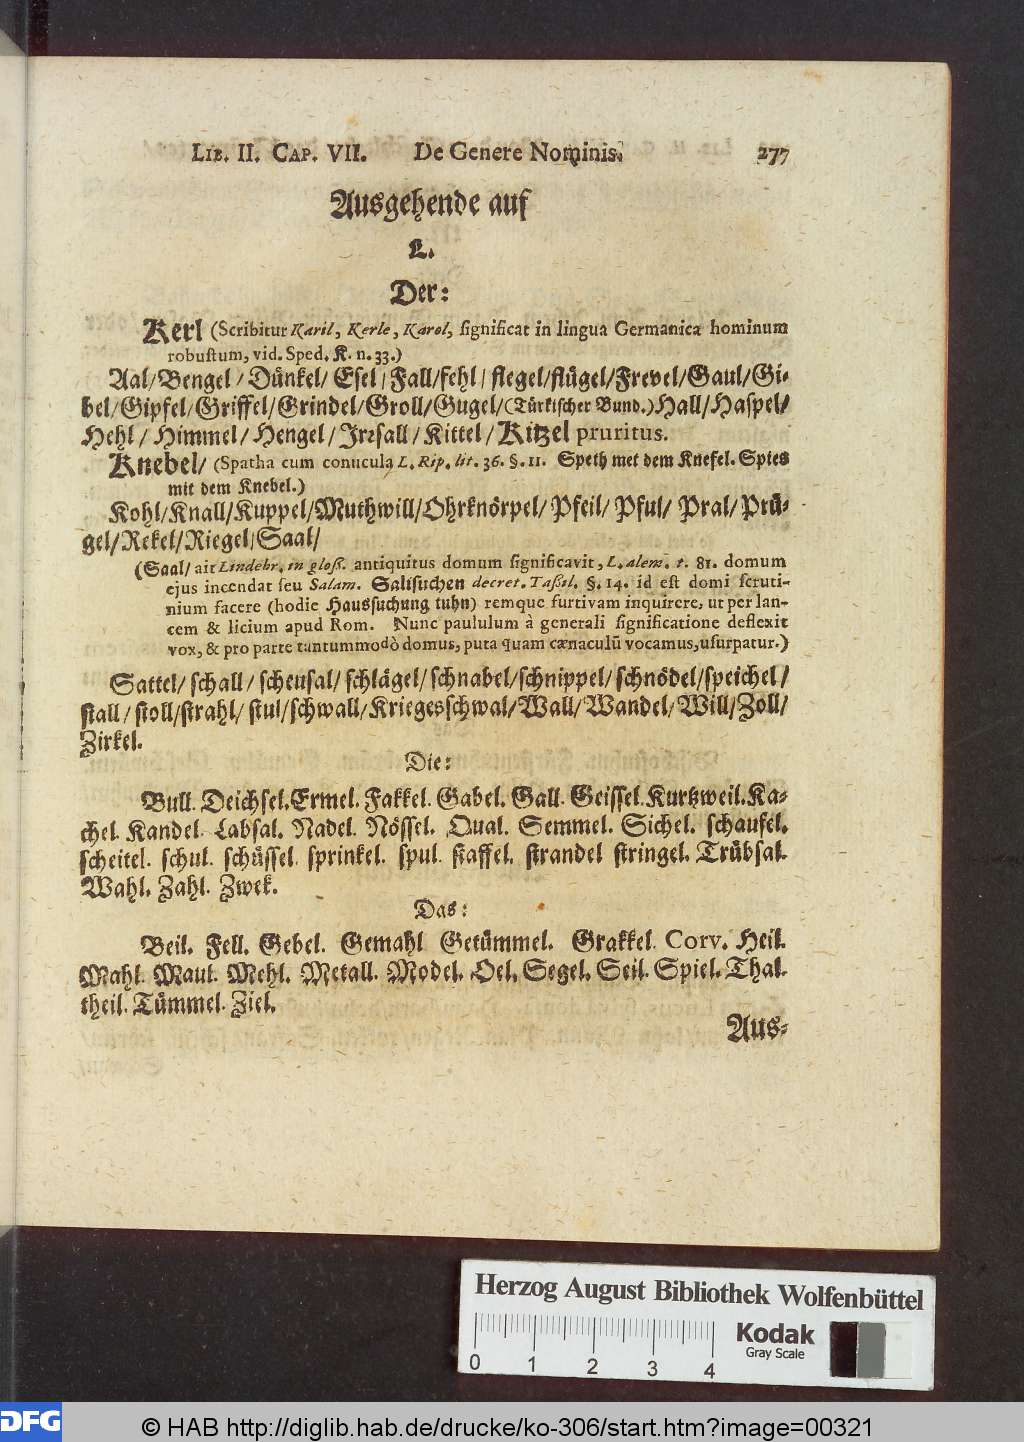 LIB. II. CAP. VII. De Genere Nominis. 277
Ausgehende auf
L.
Der:
Kerl (Scribitur Karil, Kerle, Karol, significat in lingua Germanica hominum
robustum, vid. Sped. K. n. 33.)
Aal/Bengel/Dünkel/Esel/Fall/fehl/flegel/flügel/Frevel/Gaul/Gi-
bel/Gipfel/Griffel/Grindel/Groll/Gugel/(Türkischer Bund.)Hall/Haspel/
Hehl/Himmel/Hengel/Irrsall/Kittel/Kitzel pruritus.
Knebel/ (Spatha cum conucula L. Rip. lit. 36. §. 11. Speth met dem Knefel. Spies
mit dem Knebel.)
Kohl/Knall/Kuppel/Muthwill/Ohrknörpel/Pfeil/Pful/Pral/Prü-
gel/Rekel/Riegel/Saal/
(Saal/ ait Lindebr. in gloss. antiquitus domum significavit, L. alem. t. 81. domum
ejus incendat seu Salam. Salisuchen decret. Tassil. §. 14. id est domi scruti-
nium facere (hodie Haussuchung tuhn) remque furtivam inquirere, ut per lan-
cem & licium apud Rom. Nunc paululum à generali significatione deflexit
vox, & pro parte tantummodò domus, puta quam cænaculū vocamus, usurpatur.)
Sattel/schall/scheusal/schlägel/schnabel/schnippel/schnödel/speichel/
stall/stoll/strahl/stul/schwall/Kriegesschwal/Wall/Wandel/Will/Zoll/
Zirkel.
Die:
Bull. Deichsel. Ermel. Fakkel. Gabel. Gall. Geissel. Kurtzweil. Ka-
chel. Kandel. Labsal. Nadel. Nössel. Qual. Semmel. Sichel. schaufel.
scheitel. schul. schüssel. sprinkel. spul. staffel. strandel stringel. Trübsal.
Wahl. Zahl. Zwek.
Das:
Beil. Fell. Gebel. Gemahl Getümmel. Grakkel. Corv. Heil.
Mahl. Maul. Mehl. Metall. Model. Oel. Segel. Seil. Spiel. Thal.
theil. Tümmel. Ziel.
Aus-
Herzog August Bibliothek Wolfenbüttel
0 1 2 3 4
Kodak
Gray Scale
DFG
© HAB http://diglib.hab.de/drucke/ko-306/start.htm?image=00321